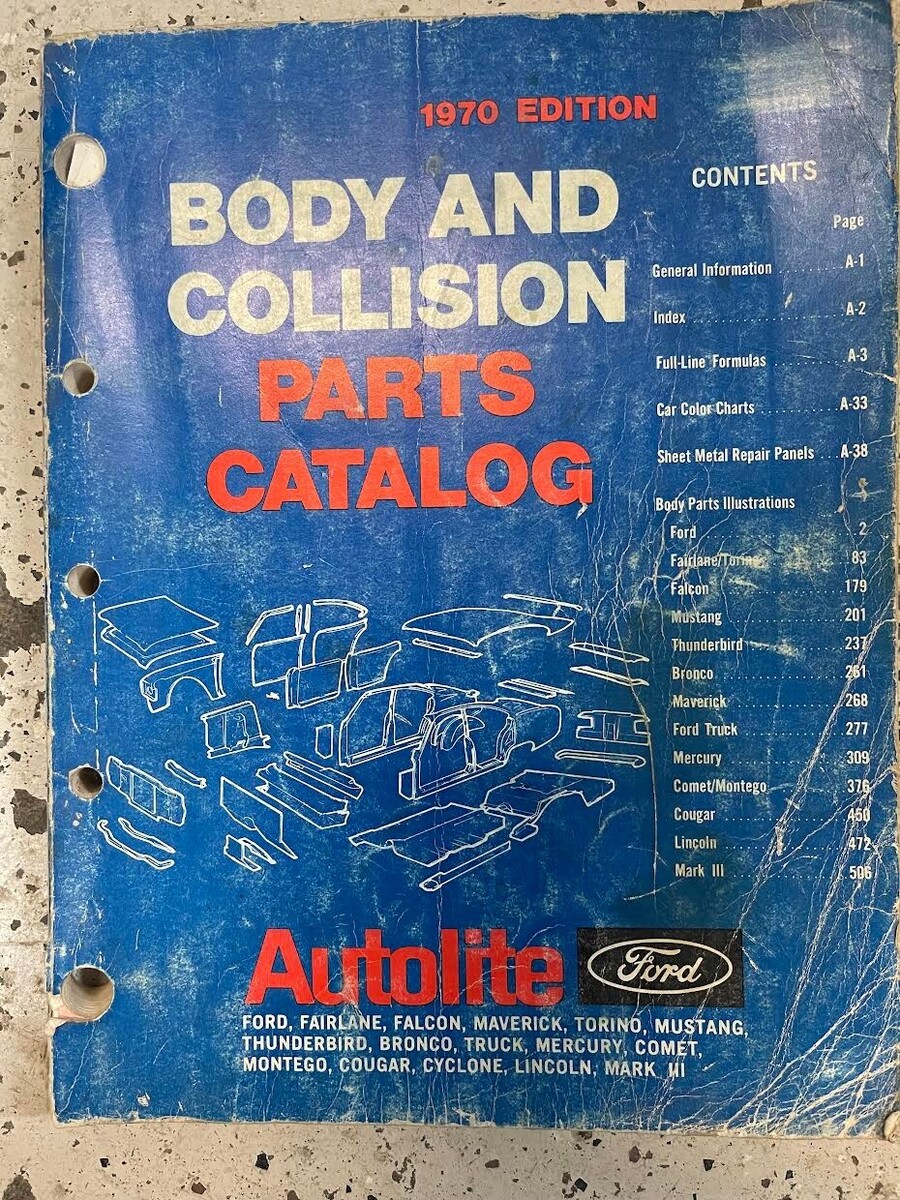 1970 EDITION
BODY AND
COLLISION
PARTS
CATALOG
CONTENTS
Page
General Information ........ A-1
Index .................... A-2
Full-Line Formulas ......... A-3
Car Color Charts ........... A-33
Sheet Metal Repair Panels ... A-38
Body Parts Illustrations
Ford .................... 2
Fairlane/Torino 83
Falcon .................. 179
Mustang ................. 201
Thunderbird .............. 237
Bronco .................. 261
Maverick ................ 268
Ford Truck ............... 277
Mercury ................. 309
Comet/Montego ........... 376
Cougar .................. 450
Lincoln ................. 472
Mark III ................. 506
Autolite Ford
FORD, FAIRLANE, FALCON, MAVERICK, TORINO, MUSTANG,
THUNDERBIRD, BRONCO, TRUCK, MERCURY, COMET,
MONTEGO, COUGAR, CYCLONE, LINCOLN, MARK III